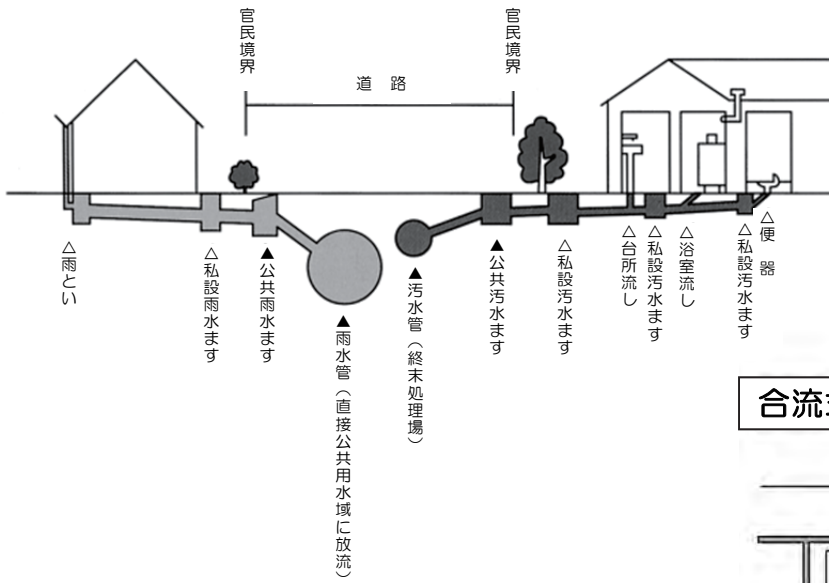 官民境界
道路
官民境界
△雨とい
△私設雨水ます
▲公共雨水ます
▲雨水管（直接公共用水域に放流）
▲汚水管（終末処理場）
▲公共汚水ます
△私設汚水ます
△台所流し
△私設汚水ます
△浴室流し
△私設汚水ます
△便器
合流